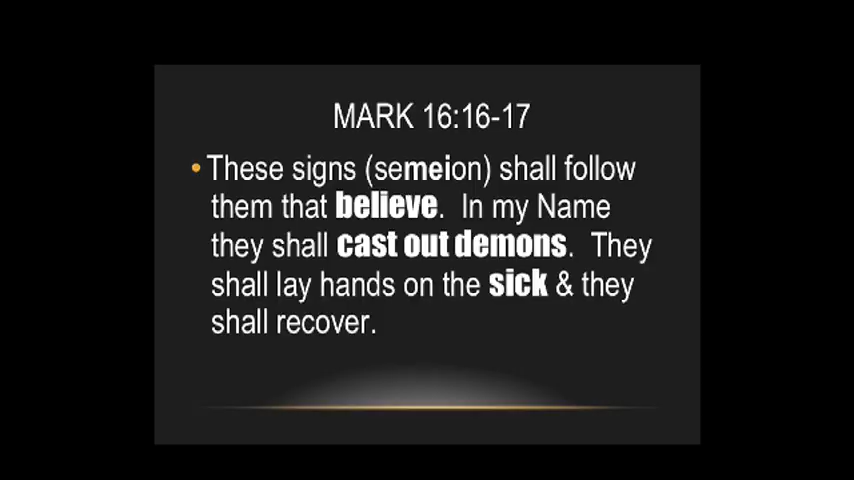 MARK 16:16-17
• These signs (semeion) shall follow
them that believe. In my Name
they shall cast out demons. They
shall lay hands on the sick & they
shall recover.